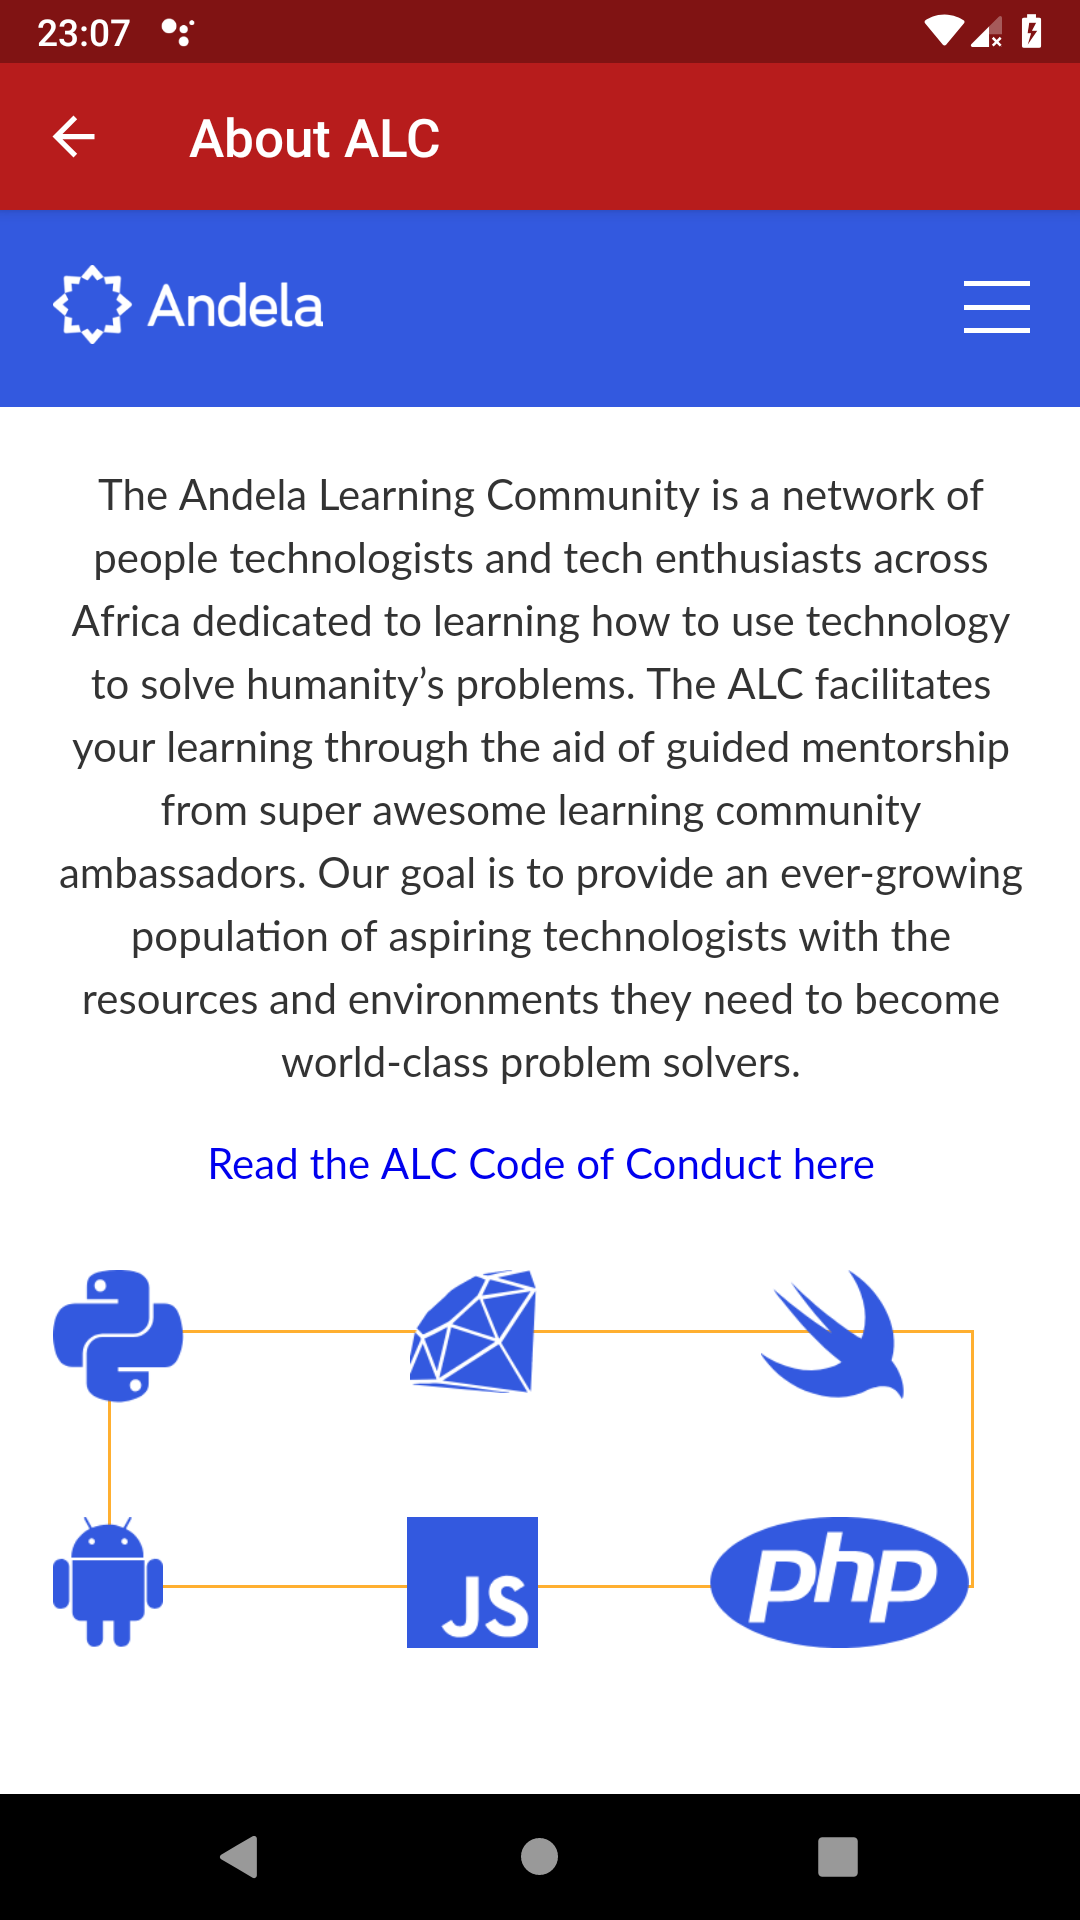 23:07
About ALC
Andela
The Andela Learning Community is a network of
people technologists and tech enthusiasts across
Africa dedicated to learning how to use technology
to solve humanity’s problems. The ALC facilitates
your learning through the aid of guided mentorship
from super awesome learning community
ambassadors. Our goal is to provide an ever-growing
population of aspiring technologists with the
resources and environments they need to become
world-class problem solvers.
Read the ALC Code of Conduct here
JS
php